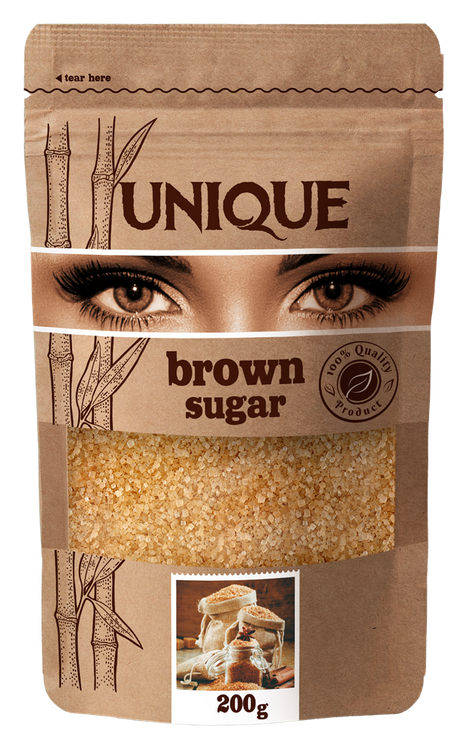 tear here
UNIQUE
brown
sugar
100% Quality
Product
200g